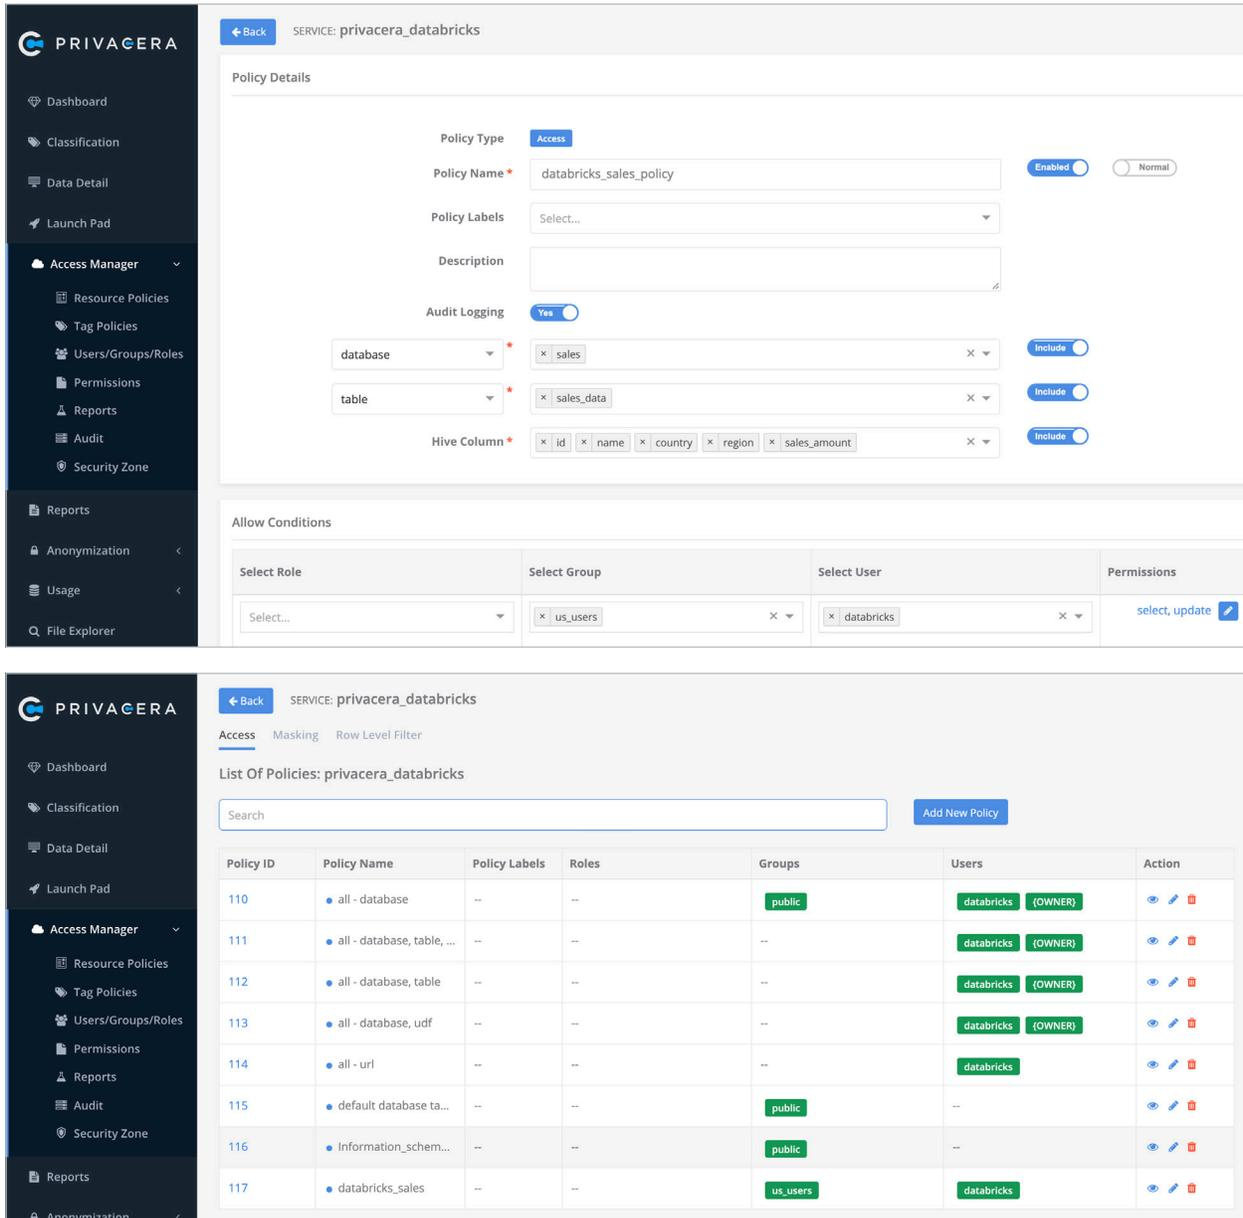 PRIVACERA
Back SERVICE: privacera_databricks
Policy Details
Dashboard
Classification
Data Detail
Launch Pad
Access Manager
Resource Policies
Tag Policies
Users/Groups/Roles
Permissions
Reports
Audit
Security Zone
Reports
Anonymization
Usage
File Explorer
Policy Type Access
Policy Name * databricks_sales_policy Enabled Normal
Policy Labels Select...
Description
Audit Logging Yes
database * × sales × Include
table * × sales_data × Include
Hive Column * × id × name × country × region × sales_amount × Include
Allow Conditions
Select Role Select Group Select User Permissions
Select... × us_users × × databricks × select, update
PRIVACERA
Back SERVICE: privacera_databricks
Access Masking Row Level Filter
List Of Policies: privacera_databricks
Search Add New Policy
Dashboard
Classification
Data Detail
Launch Pad
Access Manager
Resource Policies
Tag Policies
Users/Groups/Roles
Permissions
Reports
Audit
Security Zone
Reports
Anonymization
Policy ID Policy Name Policy Labels Roles Groups Users Action
110 all - database -- -- public databricks {OWNER}
111 all - database, table, ... -- -- -- databricks {OWNER}
112 all - database, table -- -- -- databricks {OWNER}
113 all - database, udf -- -- -- databricks {OWNER}
114 all - url -- -- -- databricks
115 default database ta... -- -- public --
116 Information_schem... -- -- public --
117 databricks_sales -- -- us_users databricks